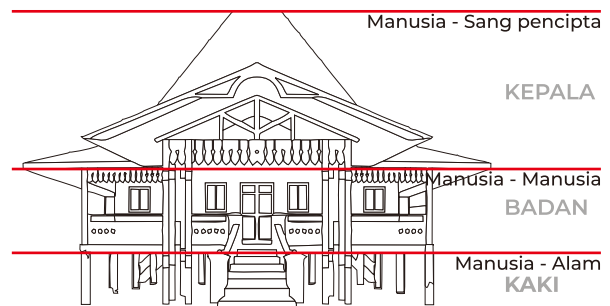 Manusia - Sang pencipta
KEPALA
Manusia - Manusia
BADAN
Manusia - Alam
KAKI